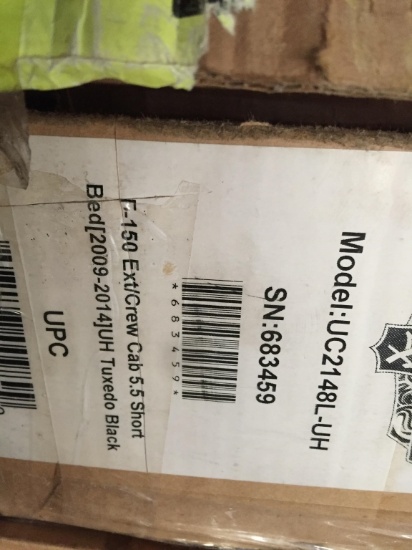 Model:UC2148L-UH
SN:683459
*683459*
F-150 Ext/Crew Cab 5.5 Short
Bed[2009-2014]UH Tuxedo Black
UPC